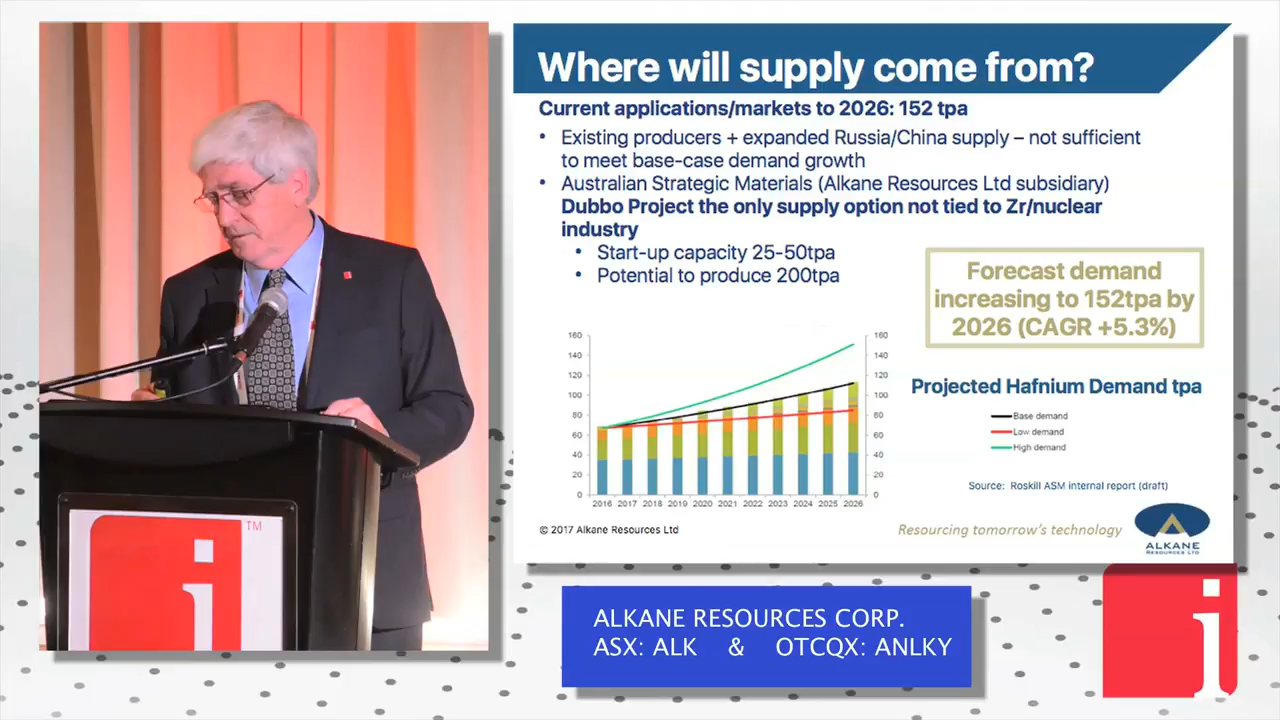 Where will supply come from?
Current applications/markets to 2026: 152 tpa
• Existing producers + expanded Russia/China supply – not sufficient
to meet base-case demand growth
• Australian Strategic Materials (Alkane Resources Ltd subsidiary)
Dubbo Project the only supply option not tied to Zr/nuclear
industry
• Start-up capacity 25-50tpa
• Potential to produce 200tpa
Forecast demand
increasing to 152tpa by
2026 (CAGR +5.3%)
160 160
140 140
120 120
100 100
80 80
60 60
40 40
20 20
0 0
2016 2017 2018 2019 2020 2021 2022 2023 2024 2025 2026
Projected Hafnium Demand tpa
Base demand
Low demand
High demand
Source: Roskill ASM internal report (draft)
© 2017 Alkane Resources Ltd
Resourcing tomorrow's technology
ALKANE
RESOURCES LTD
i TM
ALKANE RESOURCES CORP.
ASX: ALK & OTCQX: ANLKY
i